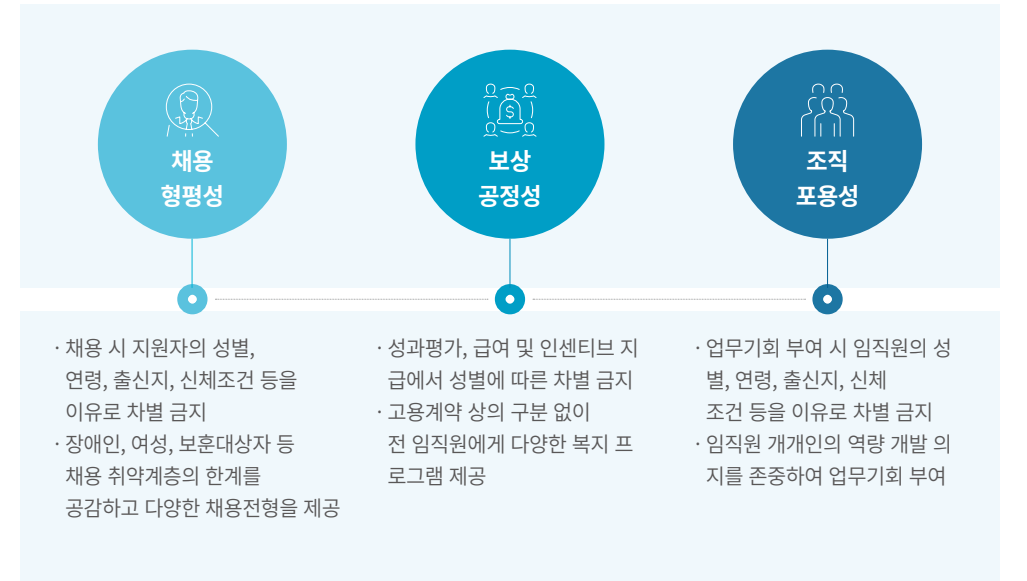 채용
형평성
보상
공정성
조직
포용성
· 채용 시 지원자의 성별,
연령, 출신지, 신체조건 등을
이유로 차별 금지
· 장애인, 여성, 보훈대상자 등
채용 취약계층의 한계를
공감하고 다양한 채용전형을 제공
· 성과평가, 급여 및 인센티브 지
급에서 성별에 따른 차별 금지
· 고용계약 상의 구분 없이
전 임직원에게 다양한 복지 프
로그램 제공
· 업무기회 부여 시 임직원의 성
별, 연령, 출신지, 신체
조건 등을 이유로 차별 금지
· 임직원 개개인의 역량 개발 의
지를 존중하여 업무기회 부여